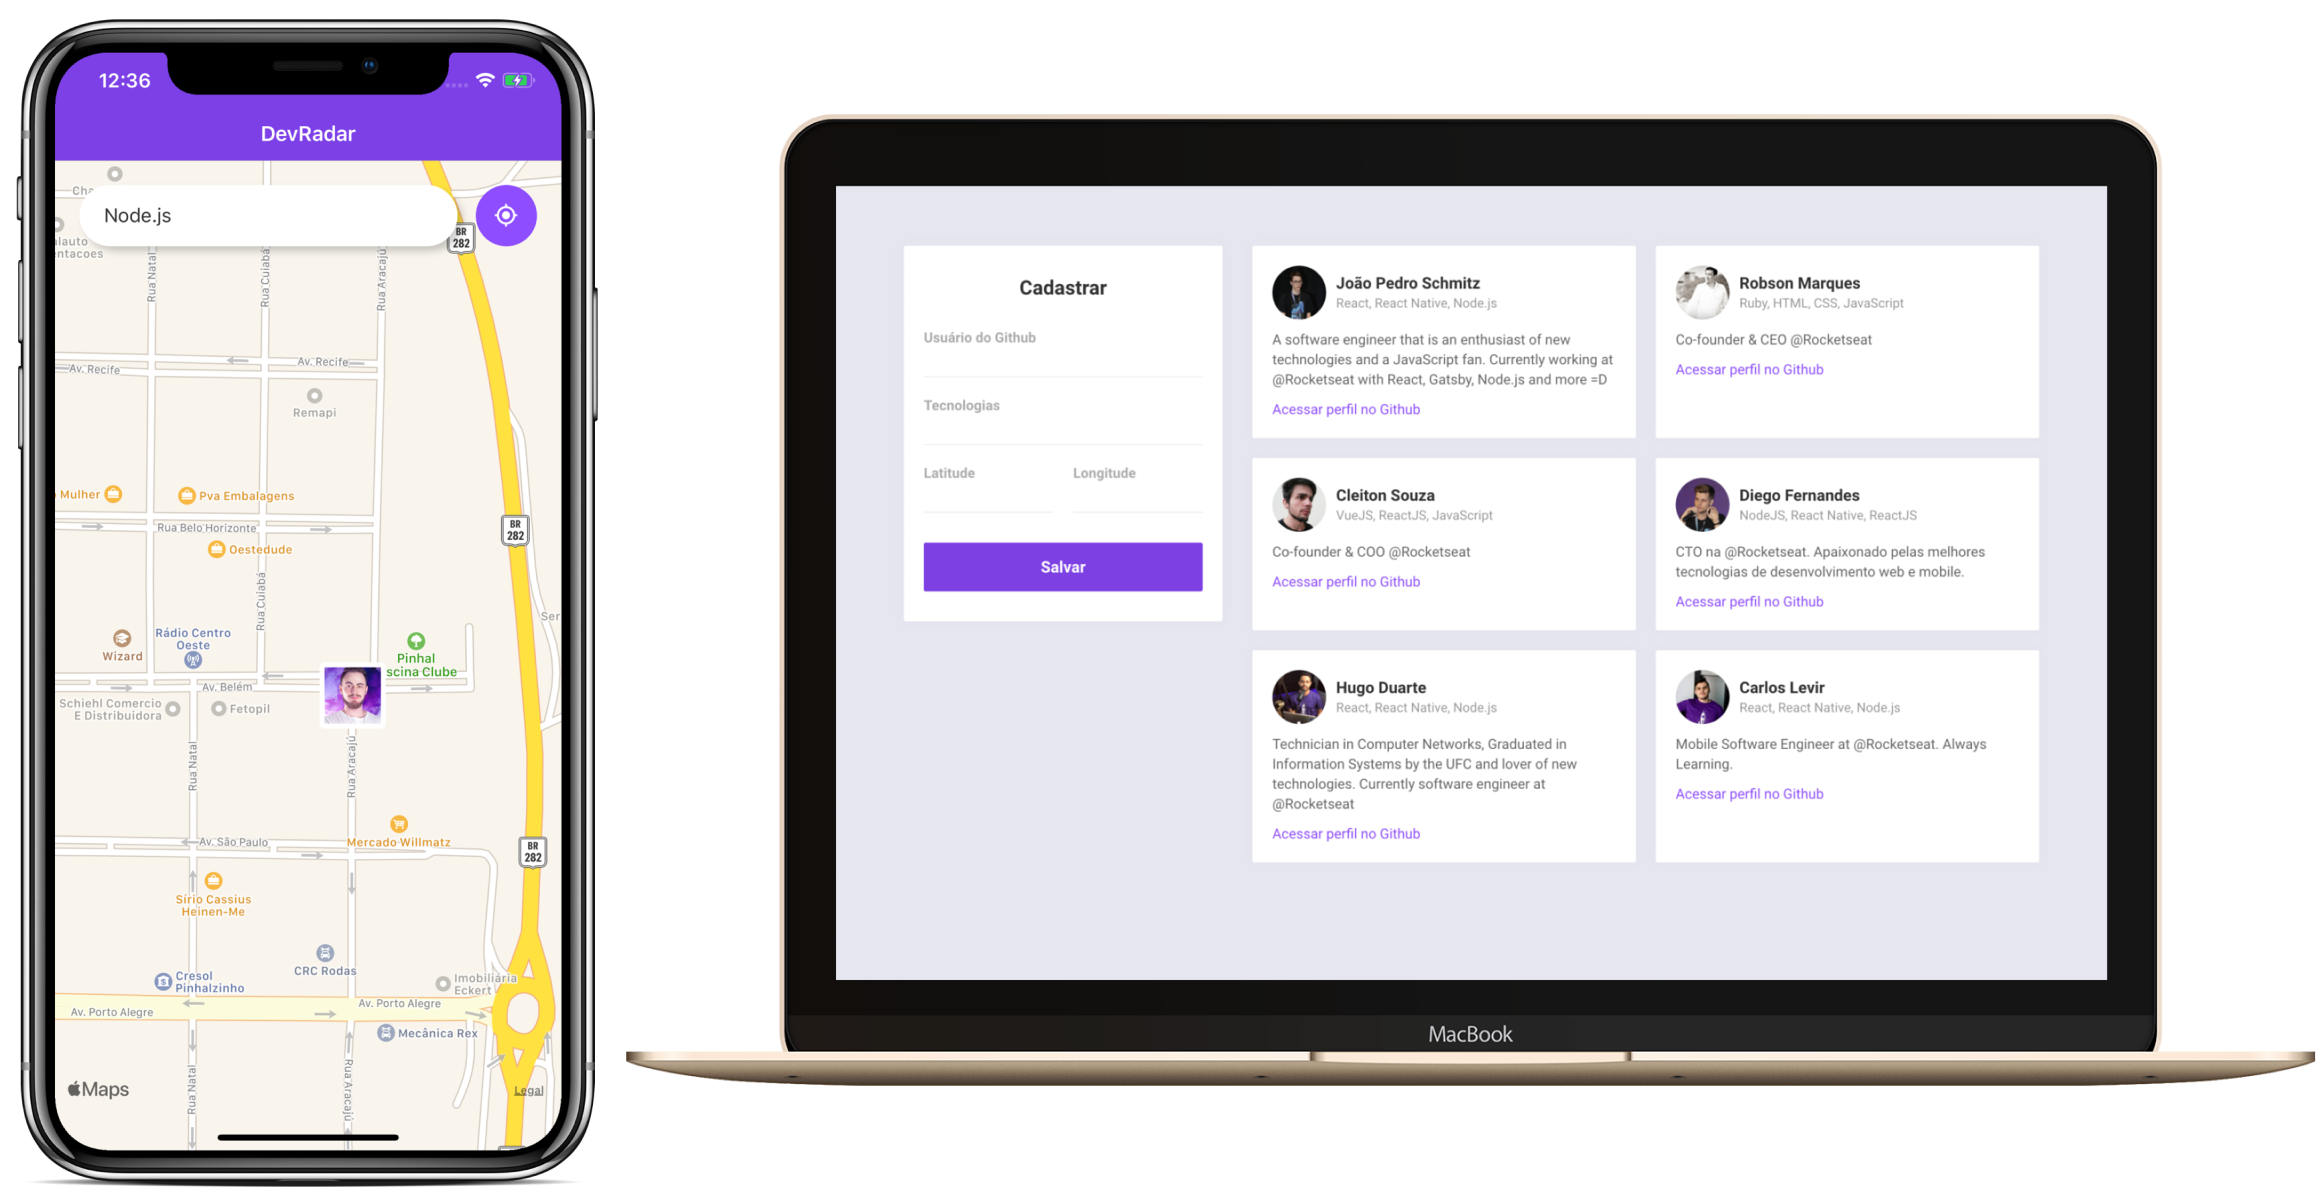 12:36
DevRadar
Cha
Node.js
BR
282
lauto
ntacoes
Rua Natal
Rua Cuiabá
Rua Aracajú
Av. Recife
Av. Recife
Remapi
Mulher
Pva Embalagens
Rua Belo Horizonte
BR
282
Oestedude
Rua Cuiabá
Ser
Rádio Centro
Oeste
Wizard
Pinhal
scina Clube
Av. Belém
Schiehl Comercio
E Distribuidora
Fetopil
Rua Natal
Rua Aracajú
Av. São Paulo
Mercado Willmatz
BR
282
Sírio Cassius
Heinen-Me
CRC Rodas
Cresol
Pinhalzinho
Imobiliária
Eckert
Av. Porto Alegre
Av. Porto Alegre
Mecânica Rex
Rua Natal
Rua Aracajú
Maps
Legal
Cadastrar
Usuário do Github
Tecnologias
Latitude
Longitude
Salvar
João Pedro Schmitz
React, React Native, Node.js
A software engineer that is an enthusiast of new
technologies and a JavaScript fan. Currently working at
@Rocketseat with React, Gatsby, Node.js and more =D
Acessar perfil no Github
Robson Marques
Ruby, HTML, CSS, JavaScript
Co-founder & CEO @Rocketseat
Acessar perfil no Github
Cleiton Souza
VueJS, ReactJS, JavaScript
Co-founder & COO @Rocketseat
Acessar perfil no Github
Diego Fernandes
NodeJS, React Native, ReactJS
CTO na @Rocketseat. Apaixonado pelas melhores
tecnologias de desenvolvimento web e mobile.
Acessar perfil no Github
Hugo Duarte
React, React Native, Node.js
Technician in Computer Networks, Graduated in
Information Systems by the UFC and lover of new
technologies. Currently software engineer at
@Rocketseat
Acessar perfil no Github
Carlos Levir
React, React Native, Node.js
Mobile Software Engineer at @Rocketseat. Always
Learning.
Acessar perfil no Github
MacBook